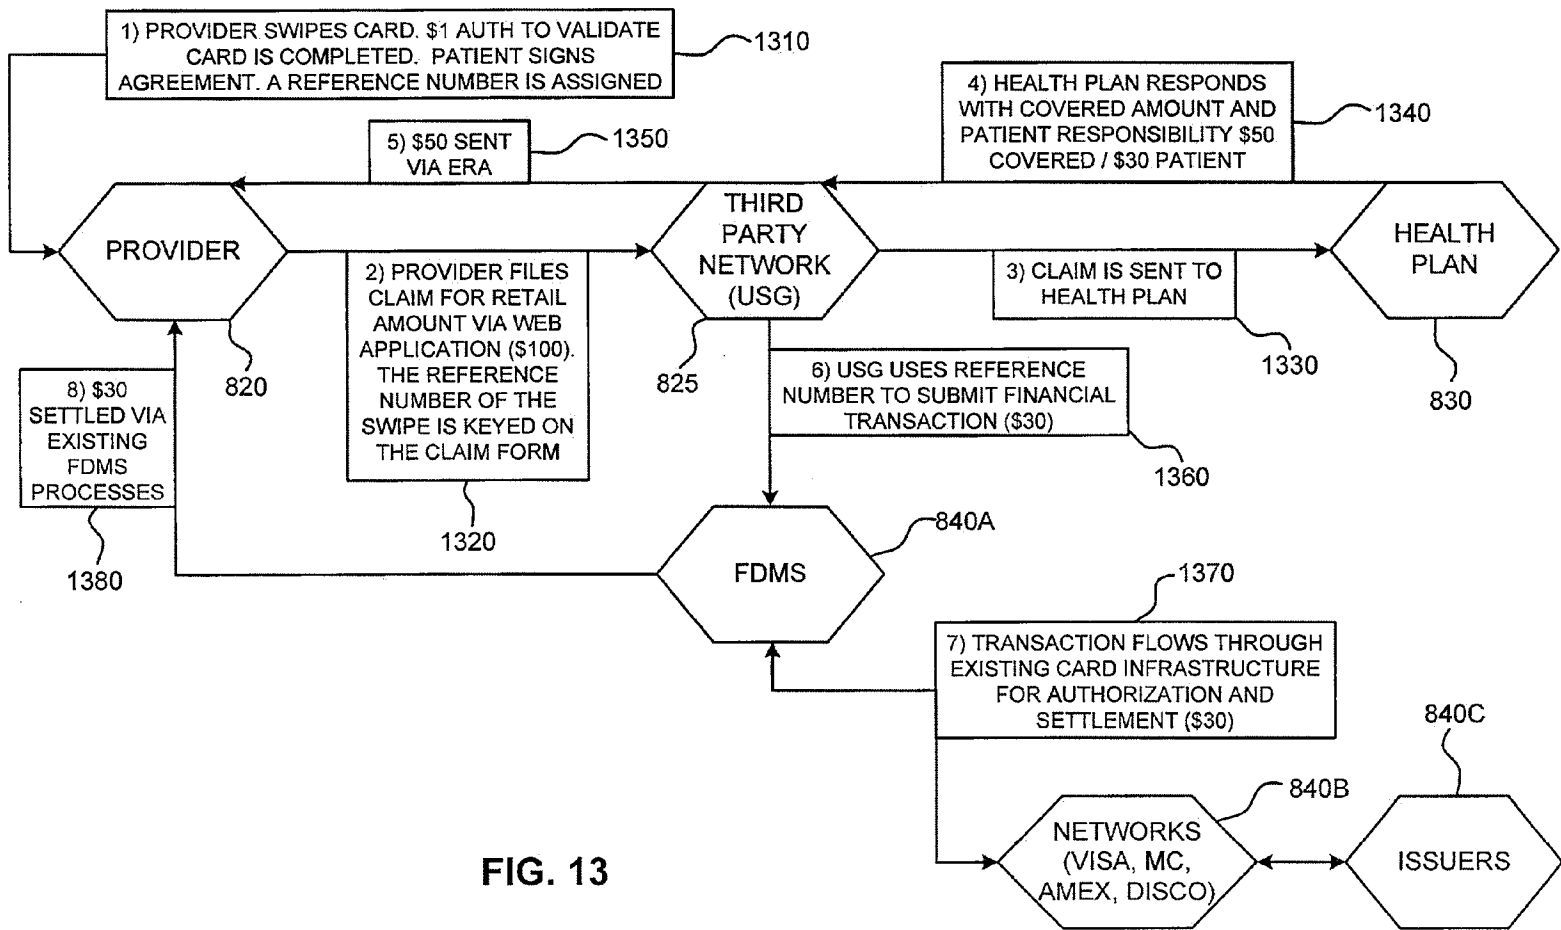 1) PROVIDER SWIPES CARD. $1 AUTH TO VALIDATE
CARD IS COMPLETED. PATIENT SIGNS
AGREEMENT. A REFERENCE NUMBER IS ASSIGNED
1310
4) HEALTH PLAN RESPONDS
WITH COVERED AMOUNT AND
PATIENT RESPONSIBILITY $50
COVERED / $30 PATIENT
1340
5) $50 SENT
VIA ERA
1350
PROVIDER
820
THIRD
PARTY
NETWORK
(USG)
825
HEALTH
PLAN
830
2) PROVIDER FILES
CLAIM FOR RETAIL
AMOUNT VIA WEB
APPLICATION ($100).
THE REFERENCE
NUMBER OF THE
SWIPE IS KEYED ON
THE CLAIM FORM
1320
3) CLAIM IS SENT TO
HEALTH PLAN
1330
6) USG USES REFERENCE
NUMBER TO SUBMIT FINANCIAL
TRANSACTION ($30)
1360
8) $30
SETTLED VIA
EXISTING
FDMS
PROCESSES
1380
FDMS
840A
1370
7) TRANSACTION FLOWS THROUGH
EXISTING CARD INFRASTRUCTURE
FOR AUTHORIZATION AND
SETTLEMENT ($30)
NETWORKS
(VISA, MC,
AMEX, DISCO)
840B
ISSUERS
840C
FIG. 13